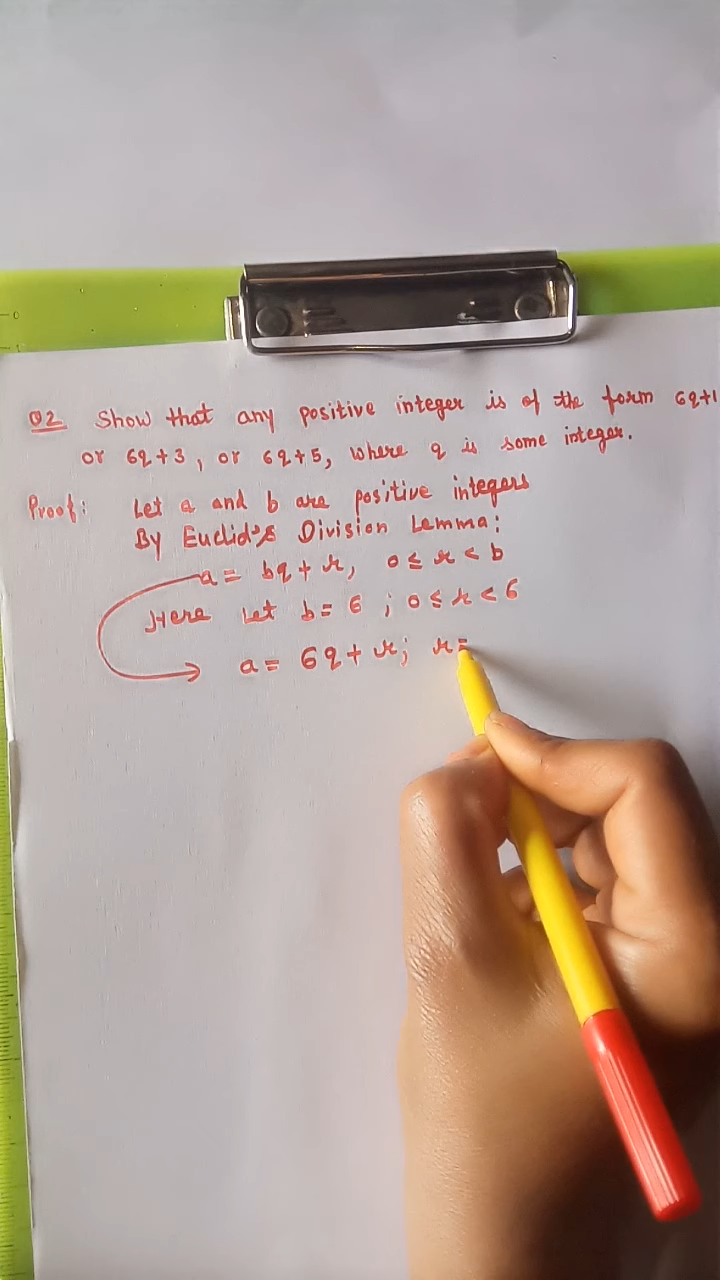 Q2 Show that any positive integer is of the form 6q+1
or 6q+3, or 6q+5, where q is some integer.
Proof: Let a and b are positive integers
By Euclid's Division Lemma:
a = bq + r, 0 ≤ r < b
Here Let b = 6 ; 0 ≤ r < 6
a = 6q + r; r=